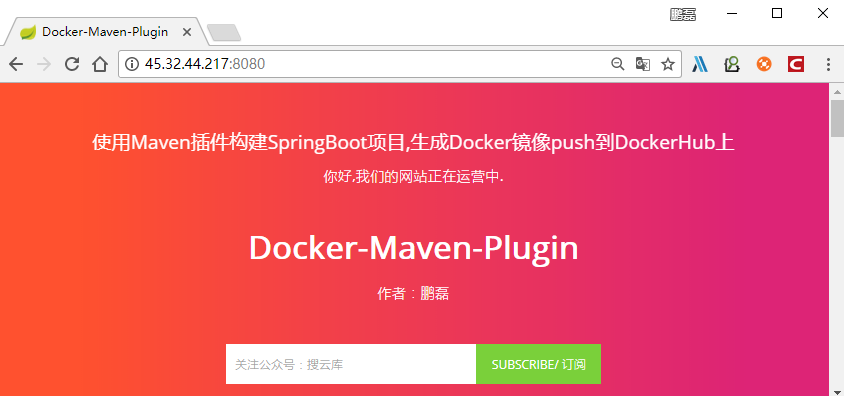 鹏磊
Docker-Maven-Plugin
45.32.44.217:8080
使用Maven插件构建SpringBoot项目,生成Docker镜像push到DockerHub上
你好,我们的网站正在运营中.
Docker-Maven-Plugin
作者：鹏磊
关注公众号：搜云库
SUBSCRIBE/ 订阅